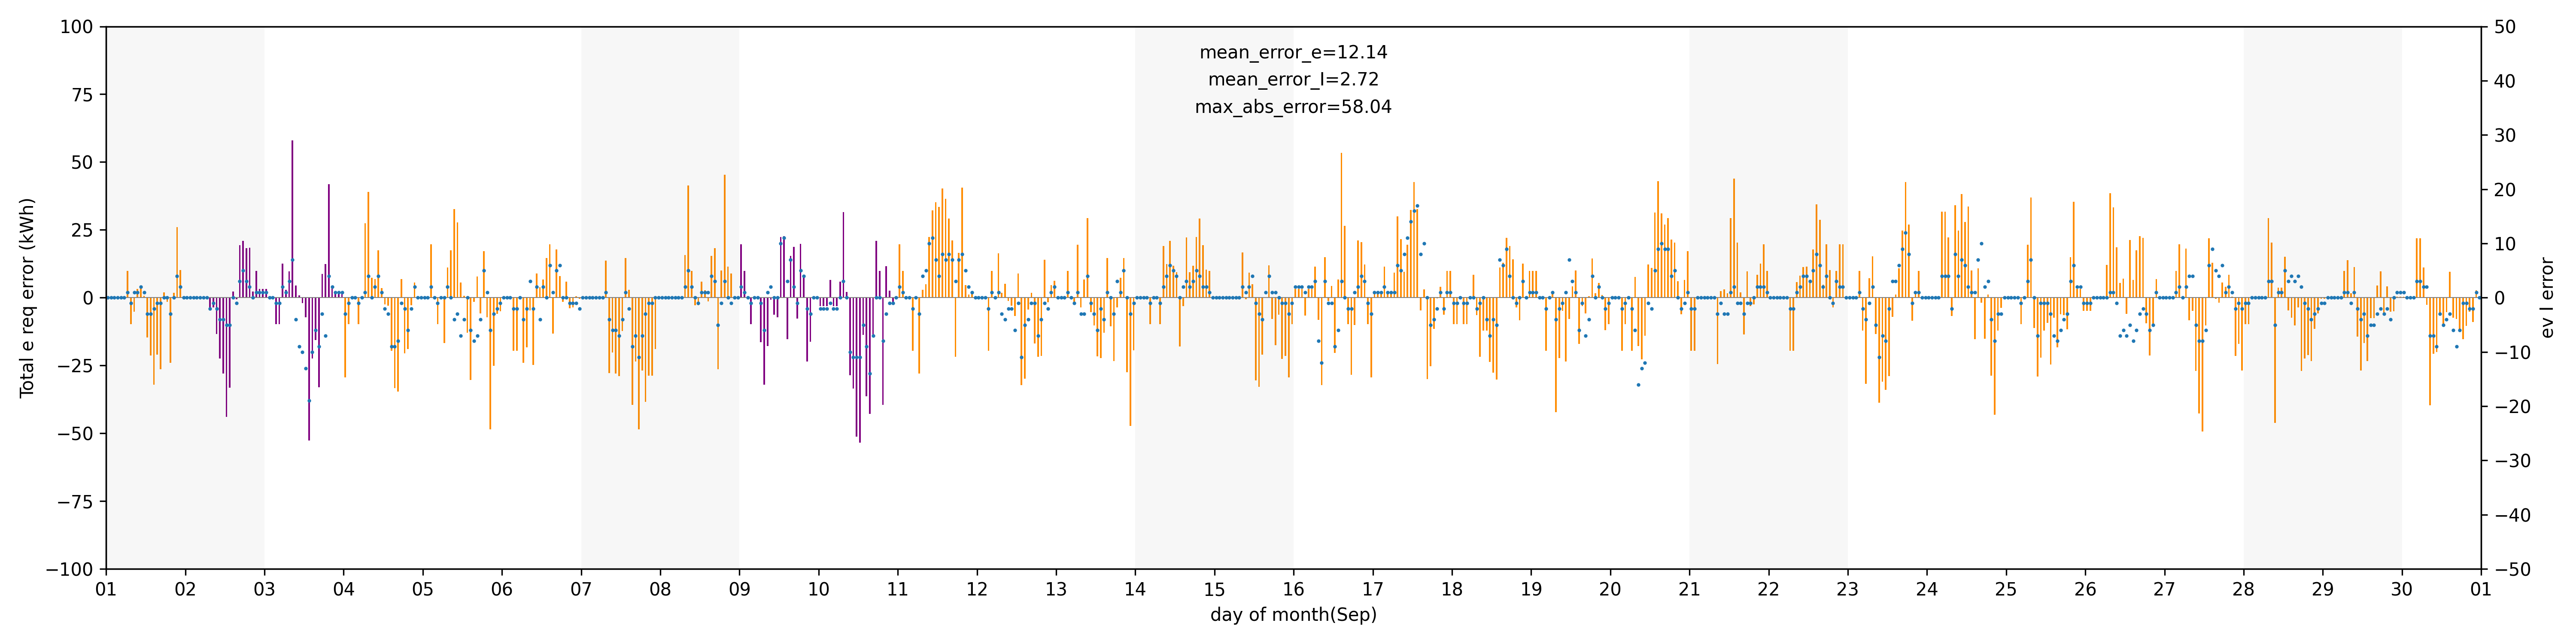 mean_error_e=12.14
mean_error_l=2.72
max_abs_error=58.04
Total e req error (kWh)
100
75
50
25
0
−25
−50
−75
−100
50
40
30
20
10
0
−10
−20
−30
−40
−50
ev l error
01 02 03 04 05 06 07 08 09 10 11 12 13 14 15 16 17 18 19 20 21 22 23 24 25 26 27 28 29 30 01
day of month(Sep)